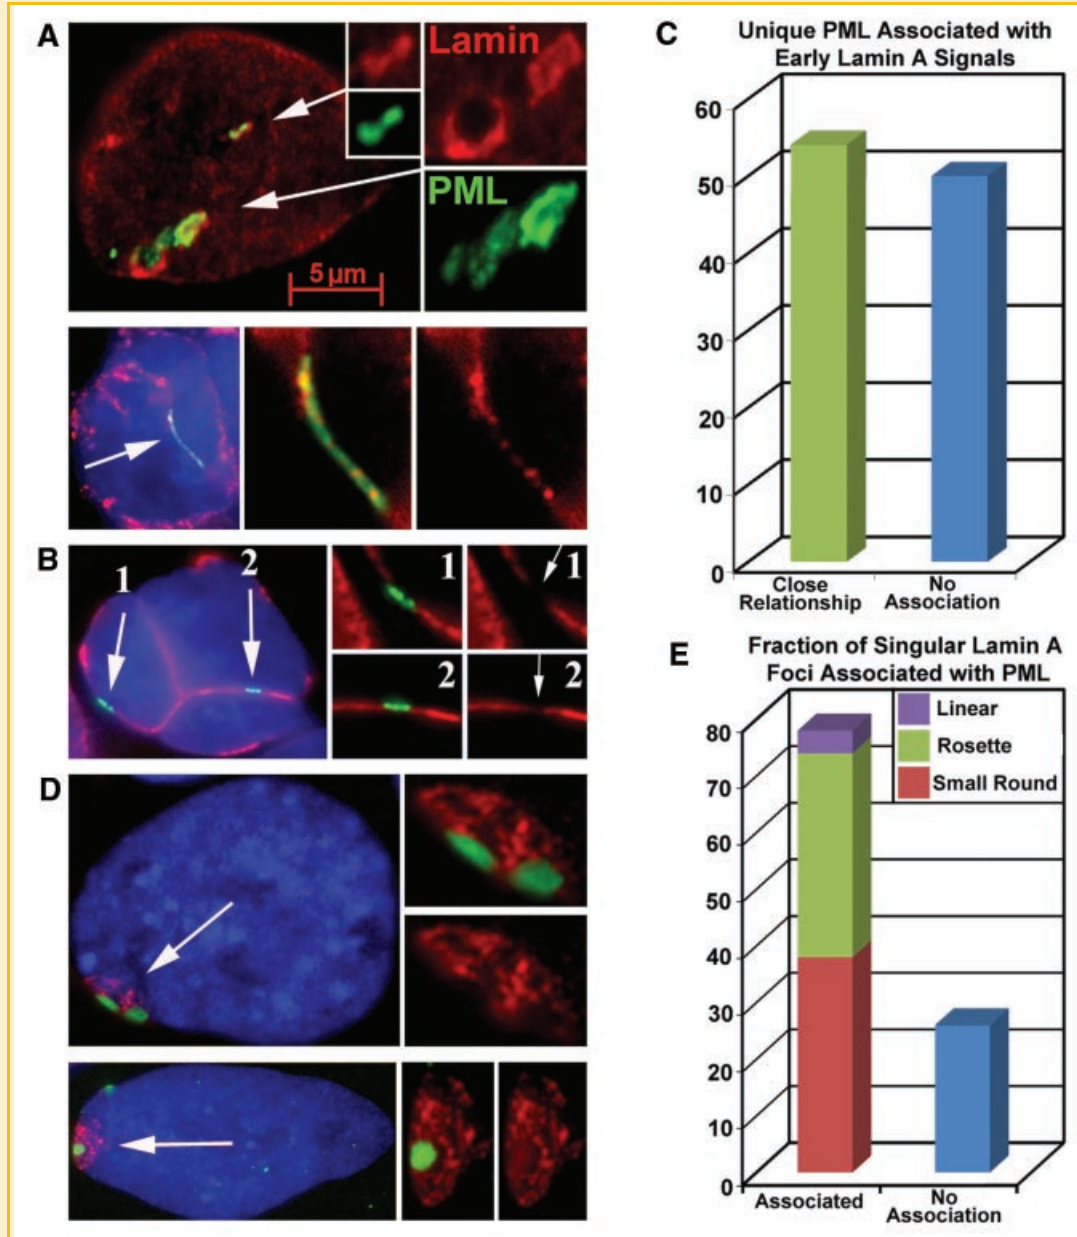 A
Lamin
PML
5 µm
B
1
2
1
1
2
2
D
C
Unique PML Associated with
Early Lamin A Signals
60
50
40
30
20
10
0
Close
Relationship
No
Association
E
Fraction of Singular Lamin A
Foci Associated with PML
Linear
Rosette
Small Round
80
70
60
50
40
30
20
10
0
Associated
No
Association